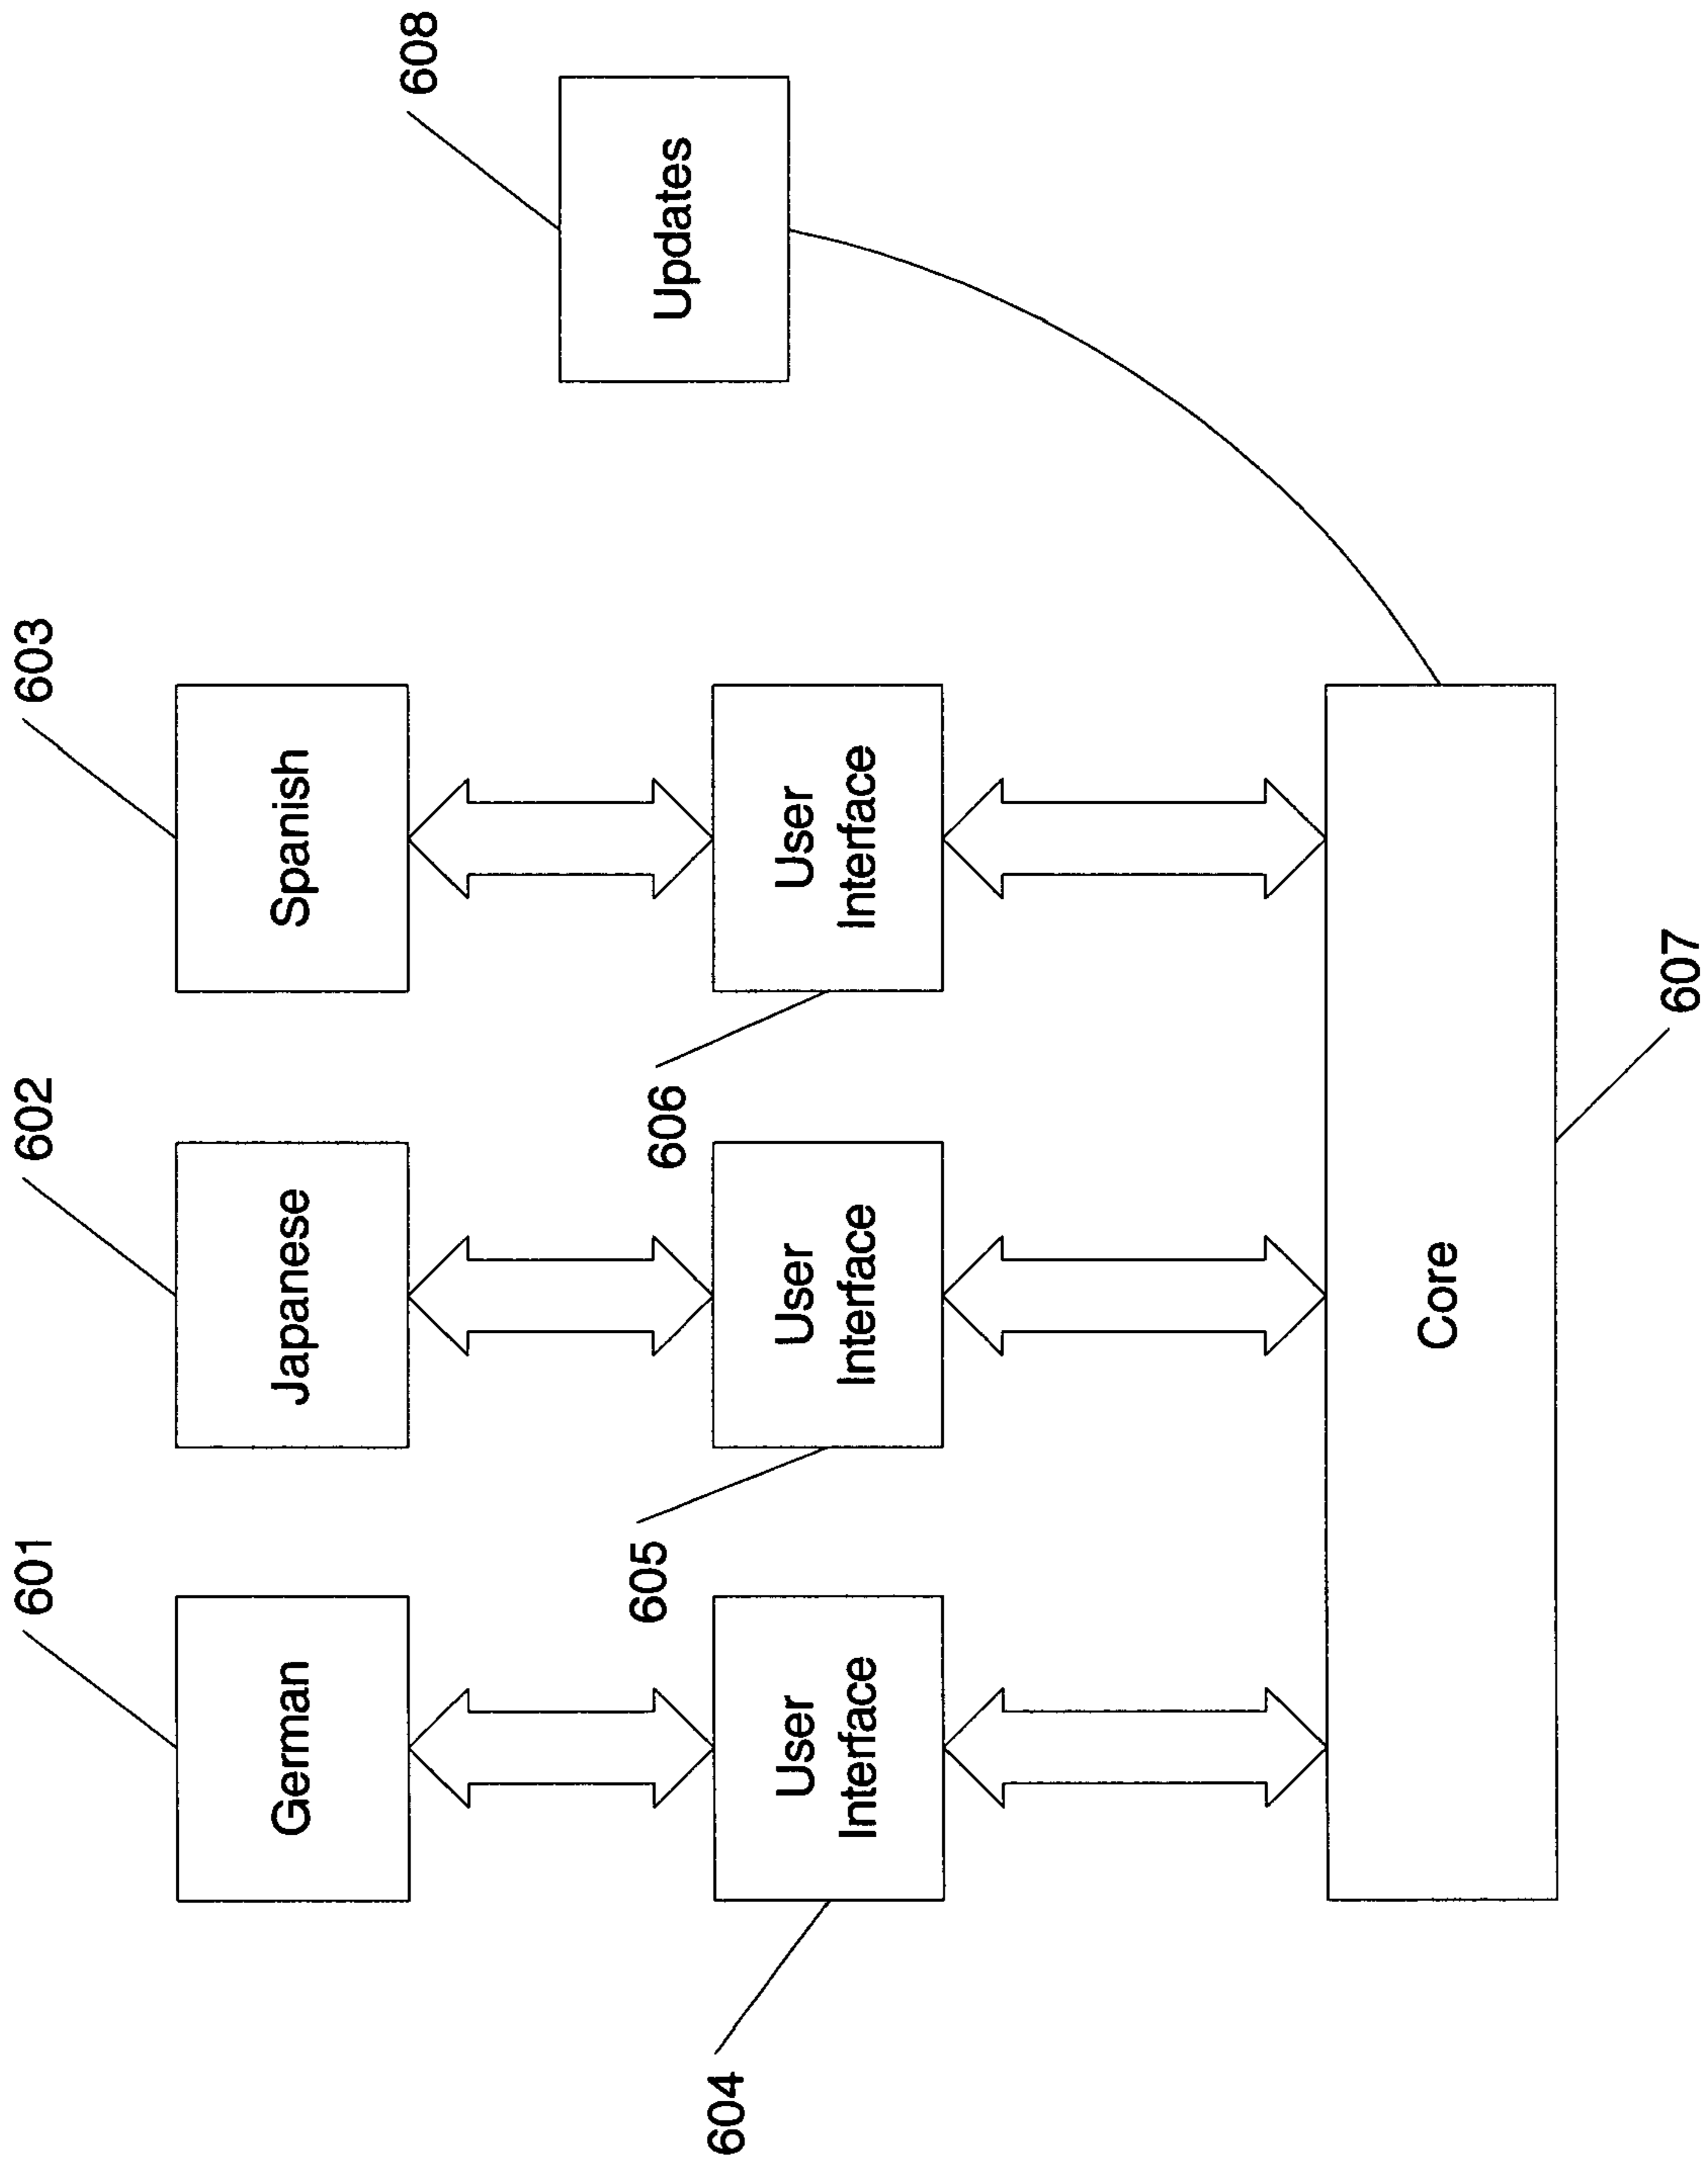 601
602
603
608
German
Japanese
Spanish
Updates
604
605
606
User
Interface
User
Interface
User
Interface
Core
607